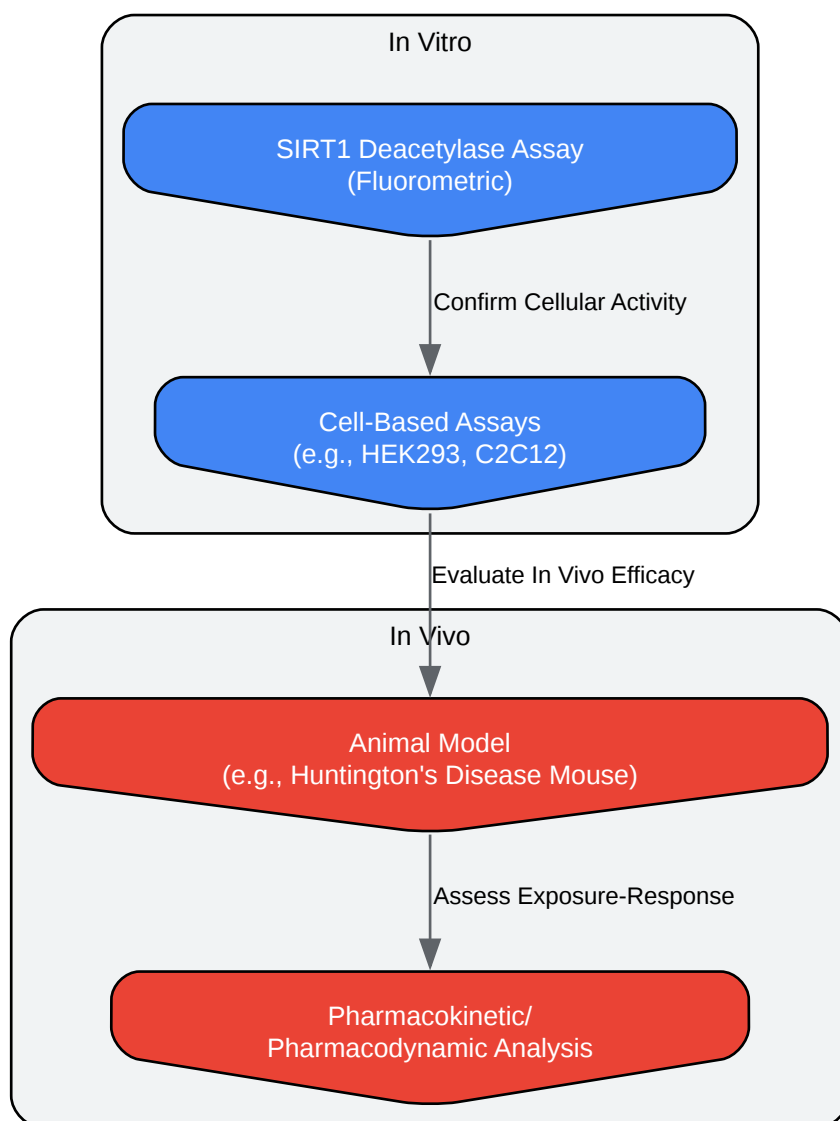 In Vitro
SIRT1 Deacetylase Assay
(Fluorometric)
Confirm Cellular Activity
Cell-Based Assays
(e.g., HEK293, C2C12)
Evaluate In Vivo Efficacy
In Vivo
Animal Model
(e.g., Huntington's Disease Mouse)
Assess Exposure-Response
Pharmacokinetic/
Pharmacodynamic Analysis